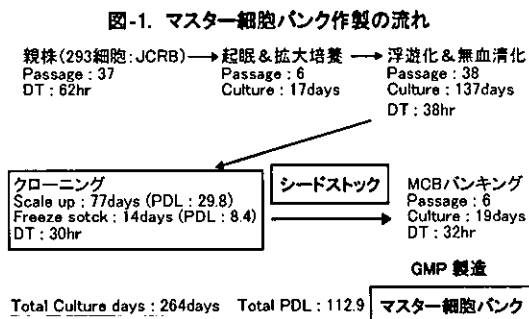 図-1. マスター細胞バンク作製の流れ
親株(293細胞:JCRB)
Passage : 37
DT : 62hr
起眠&拡大培養
Passage : 6
Culture : 17days
浮遊化&無血清化
Passage : 38
Culture : 137days
DT : 38hr
クローニング
Scale up : 77days (PDL : 29.8)
Freeze sotck : 14days (PDL : 8.4)
DT : 30hr
シードストック
MCBバンキング
Passage : 6
Culture : 19days
DT : 32hr
GMP 製造
Total Culture days : 264days Total PDL : 112.9
マスター細胞バンク